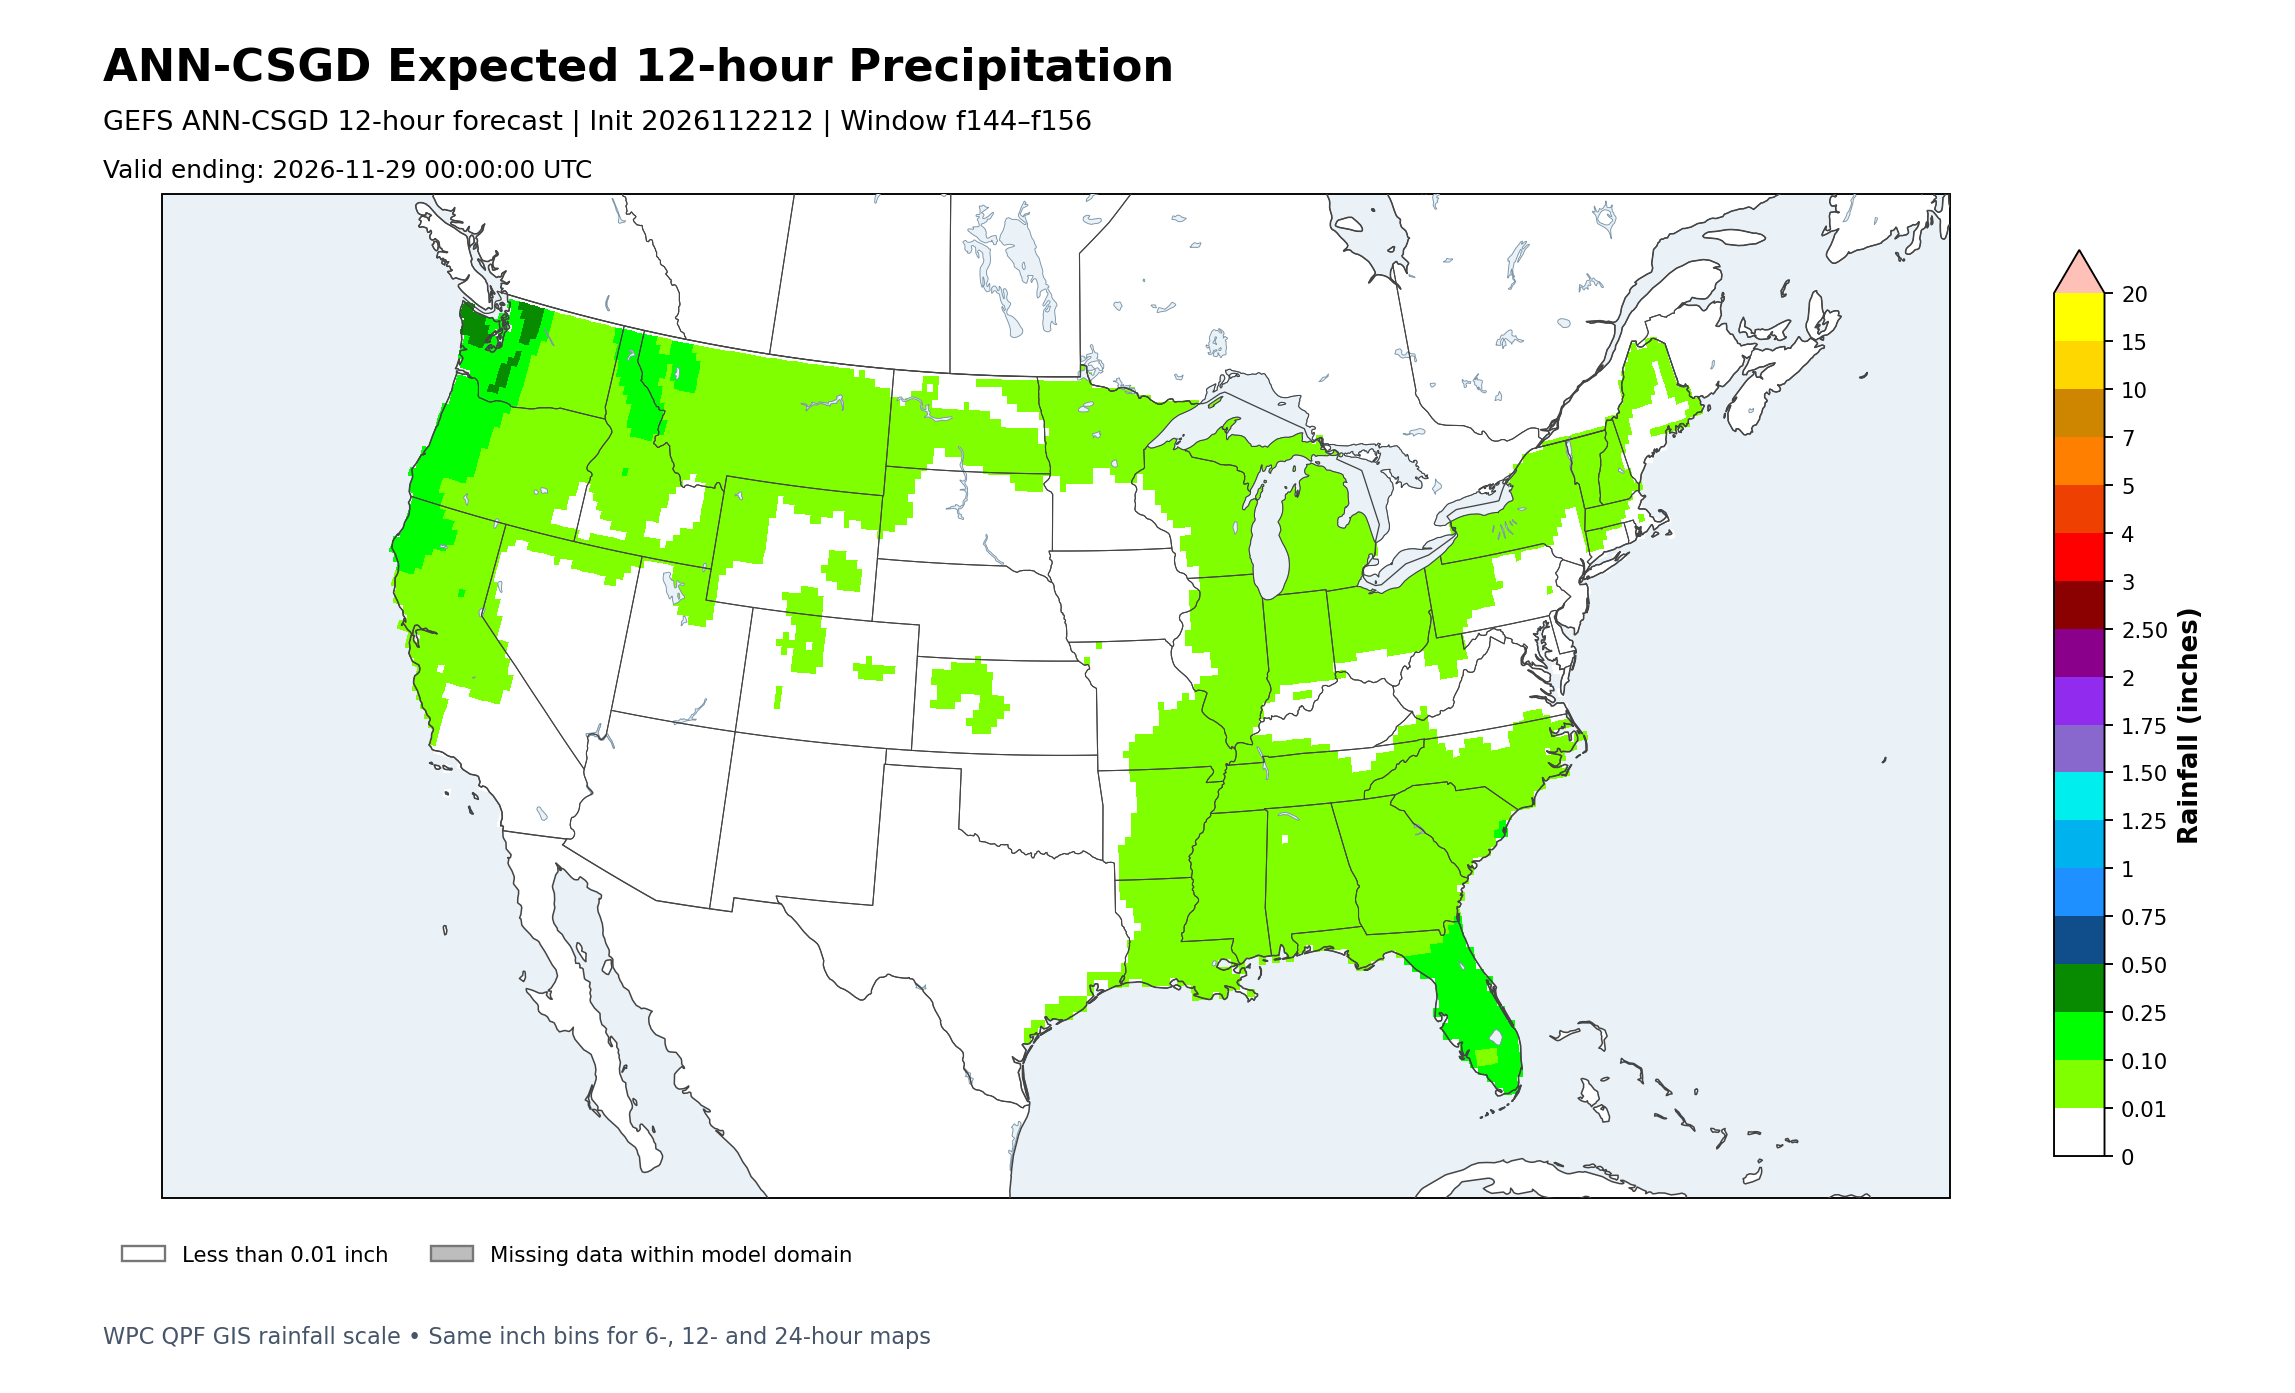 ANN-CSGD Expected 12-hour Precipitation
GEFS ANN-CSGD 12-hour forecast | Init 2026112212 | Window f144–f156
Valid ending: 2026-11-29 00:00:00 UTC
20
15
10
7
5
4
3
2.50
2
1.75
1.50
1.25
1
0.75
0.50
0.25
0.10
0.01
0
Rainfall (inches)
Less than 0.01 inch
Missing data within model domain
WPC QPF GIS rainfall scale • Same inch bins for 6-, 12- and 24-hour maps